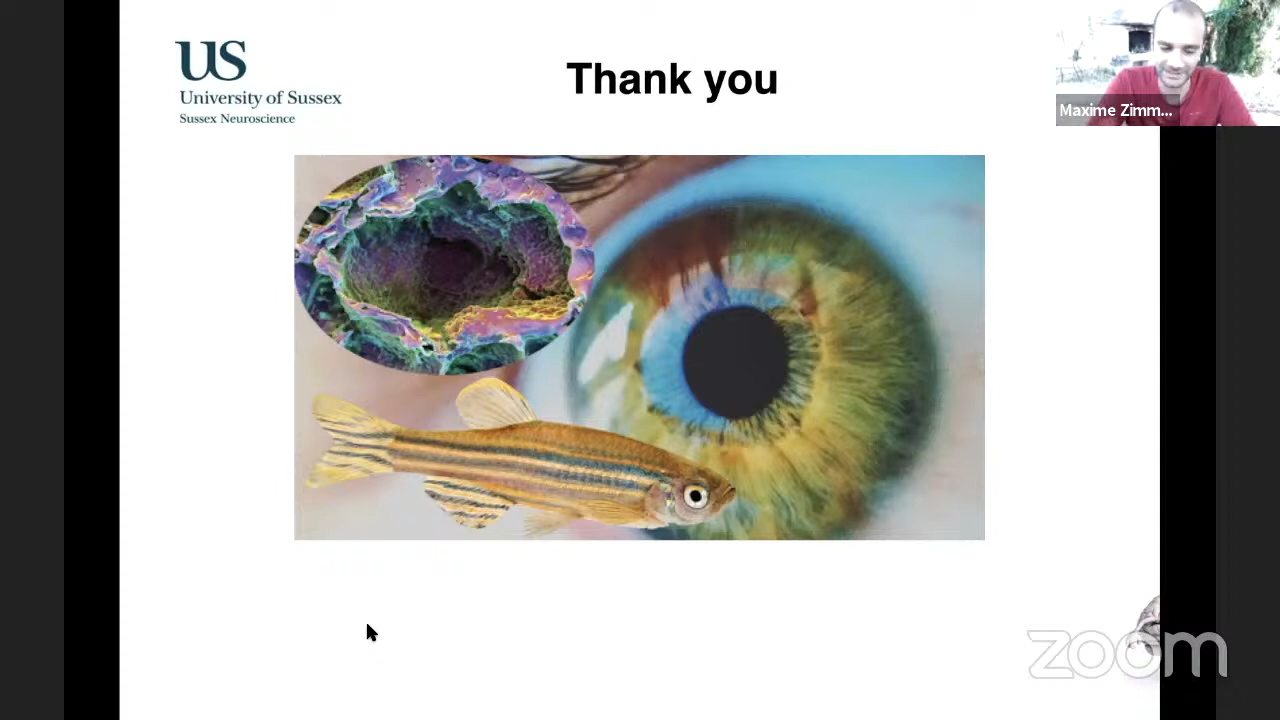 US
University of Sussex
Sussex Neuroscience
Thank you
Maxime Zimm...
zoom